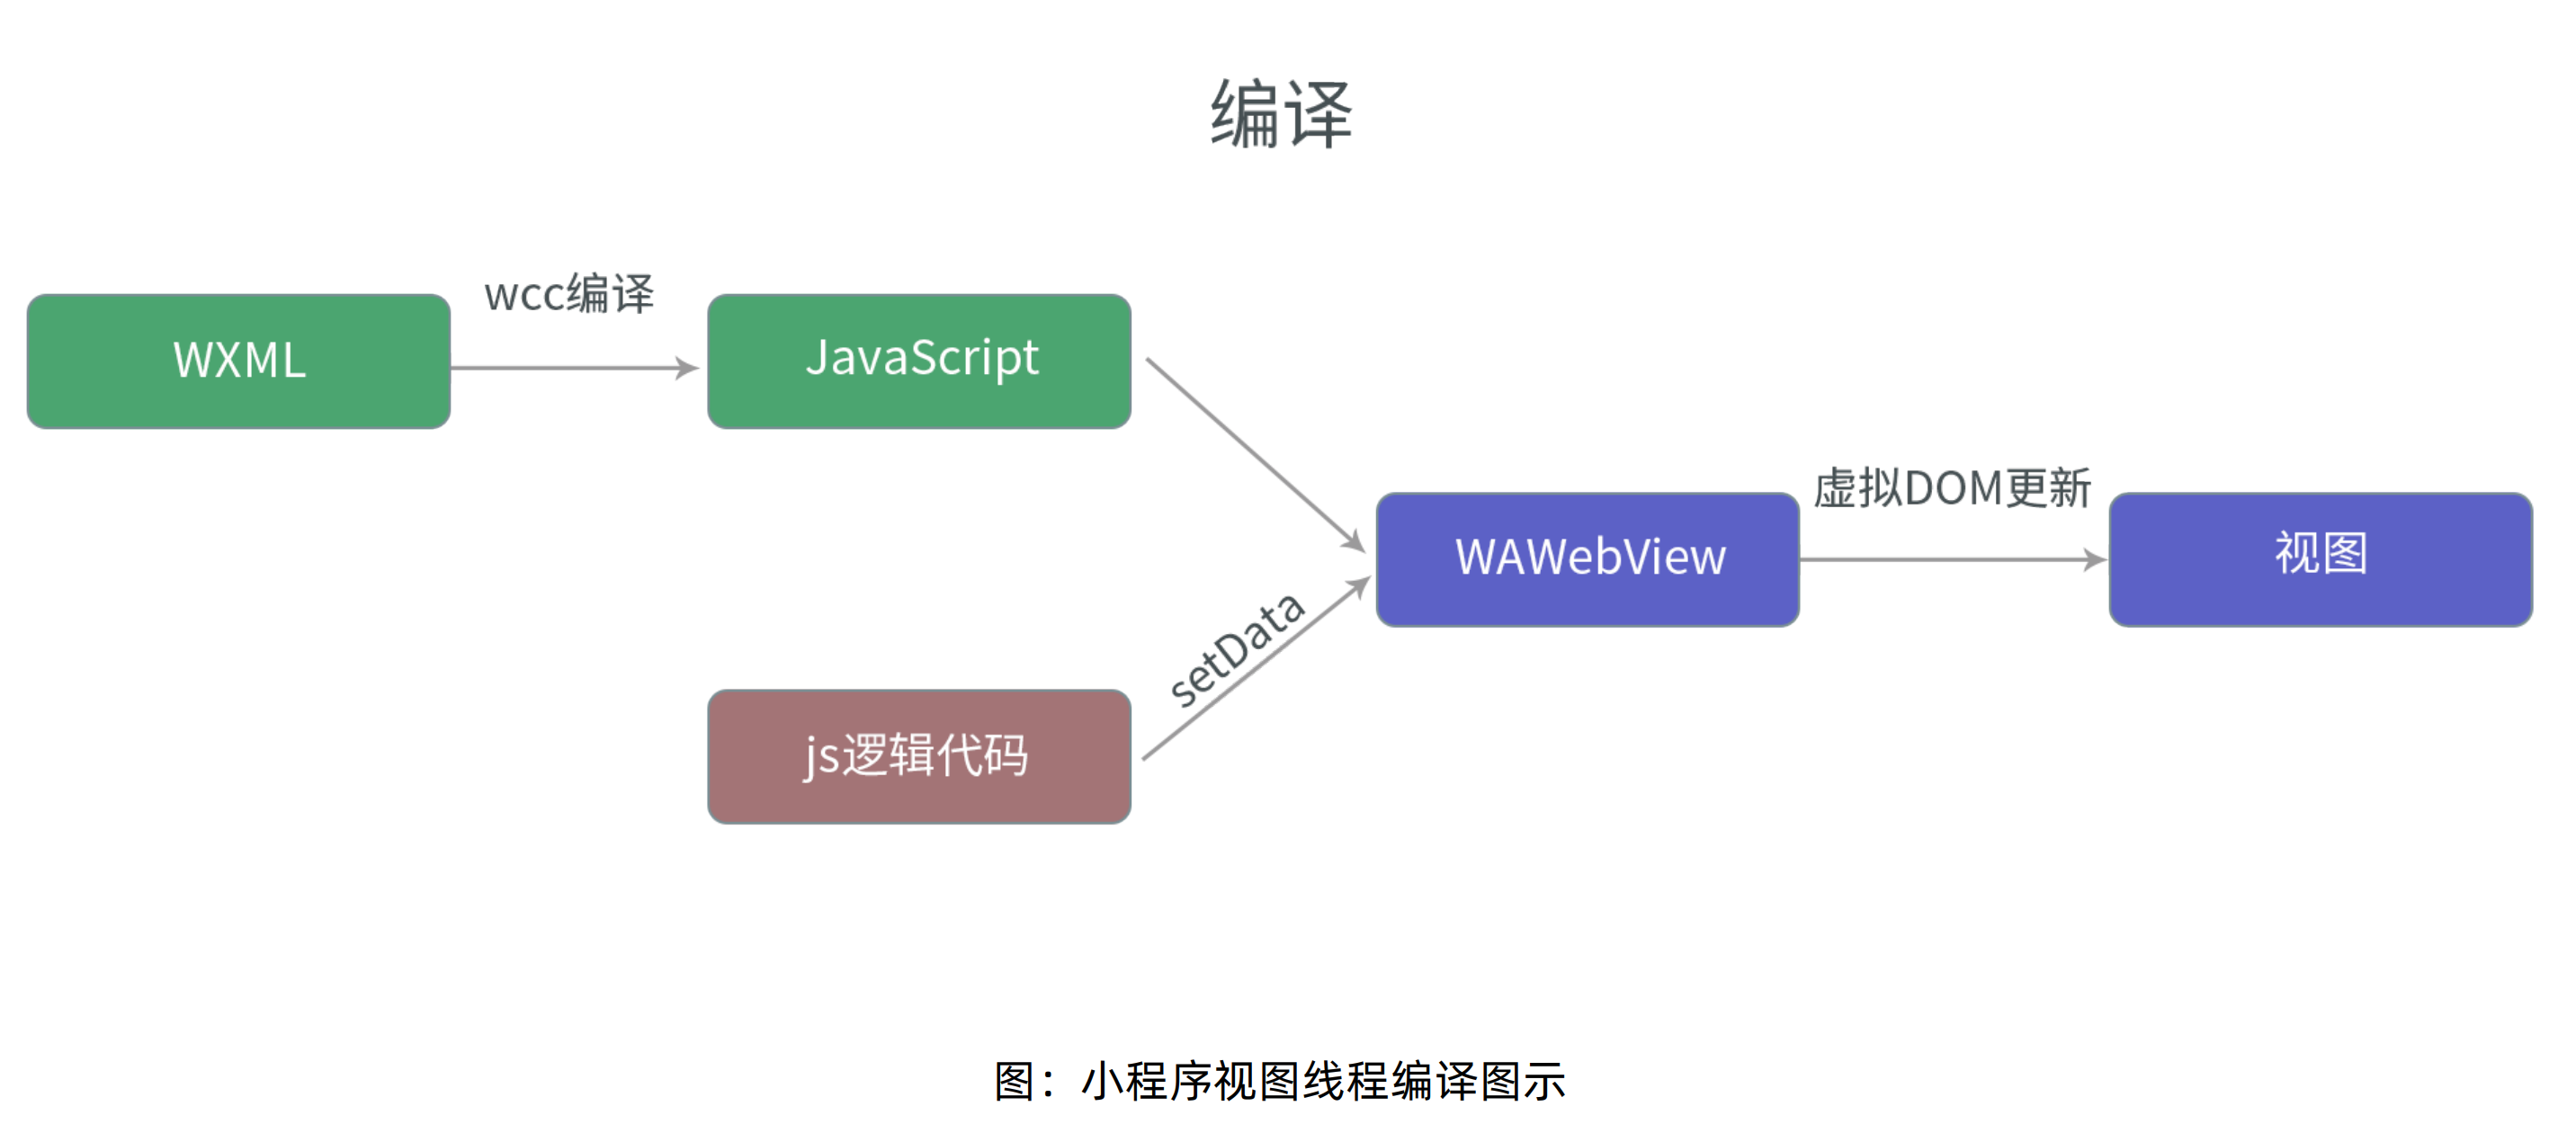 编译
wcc编译
WXML
JavaScript
虚拟DOM更新
WAWebView
视图
setData
js逻辑代码
图：小程序视图线程编译图示